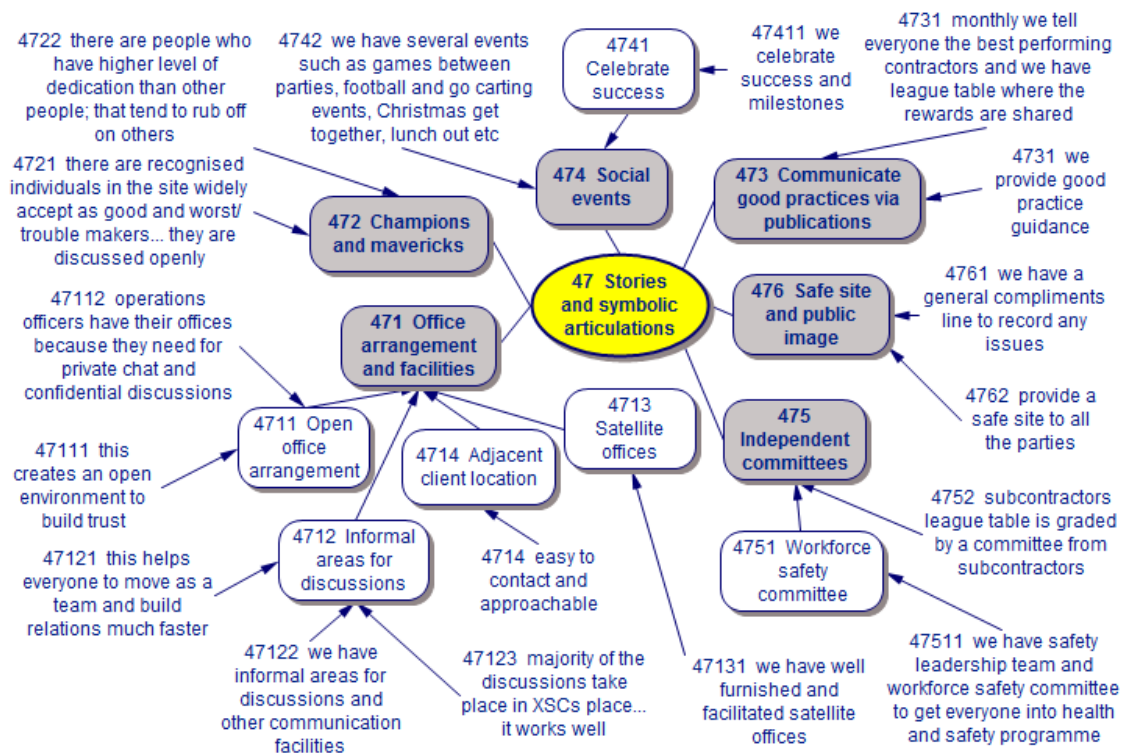 4722 there are people who
have higher level of
dedication than other
people; that tend to rub off
on others
4742 we have several events
such as games between
parties, football and go carting
events, Christmas get
together, lunch out etc
4741
Celebrate
success
47411 we
celebrate
success and
milestones
4731 monthly we tell
everyone the best performing
contractors and we have
league table where the
rewards are shared
4721 there are recognised
individuals in the site widely
accept as good and worst/
trouble makers... they are
discussed openly
472 Champions
and mavericks
474 Social
events
473 Communicate
good practices via
publications
4731 we
provide good
practice
guidance
47112 operations
officers have their offices
because they need for
private chat and
confidential discussions
471 Office
arrangement
and facilities
47 Stories
and symbolic
articulations
476 Safe site
and public
image
4761 we have a
general compliments
line to record any
issues
4762 provide a
safe site to all
the parties
4711 Open
office
arrangement
4714 Adjacent
client location
4713
Satellite
offices
475
Independent
committees
47111 this
creates an open
environment to
build trust
4712 Informal
areas for
discussions
4714 easy to
contact and
approachable
4751 Workforce
safety
committee
4752 subcontractors
league table is graded
by a committee from
subcontractors
47121 this helps
everyone to move as a
team and build
relations much faster
47122 we have
informal areas for
discussions and
other communication
facilities
47123 majority of the
discussions take
place in XSCs place...
it works well
47131 we have well
furnished and
facilitated satellite
offices
47511 we have safety
leadership team and
workforce safety committee
to get everyone into health
and safety programme